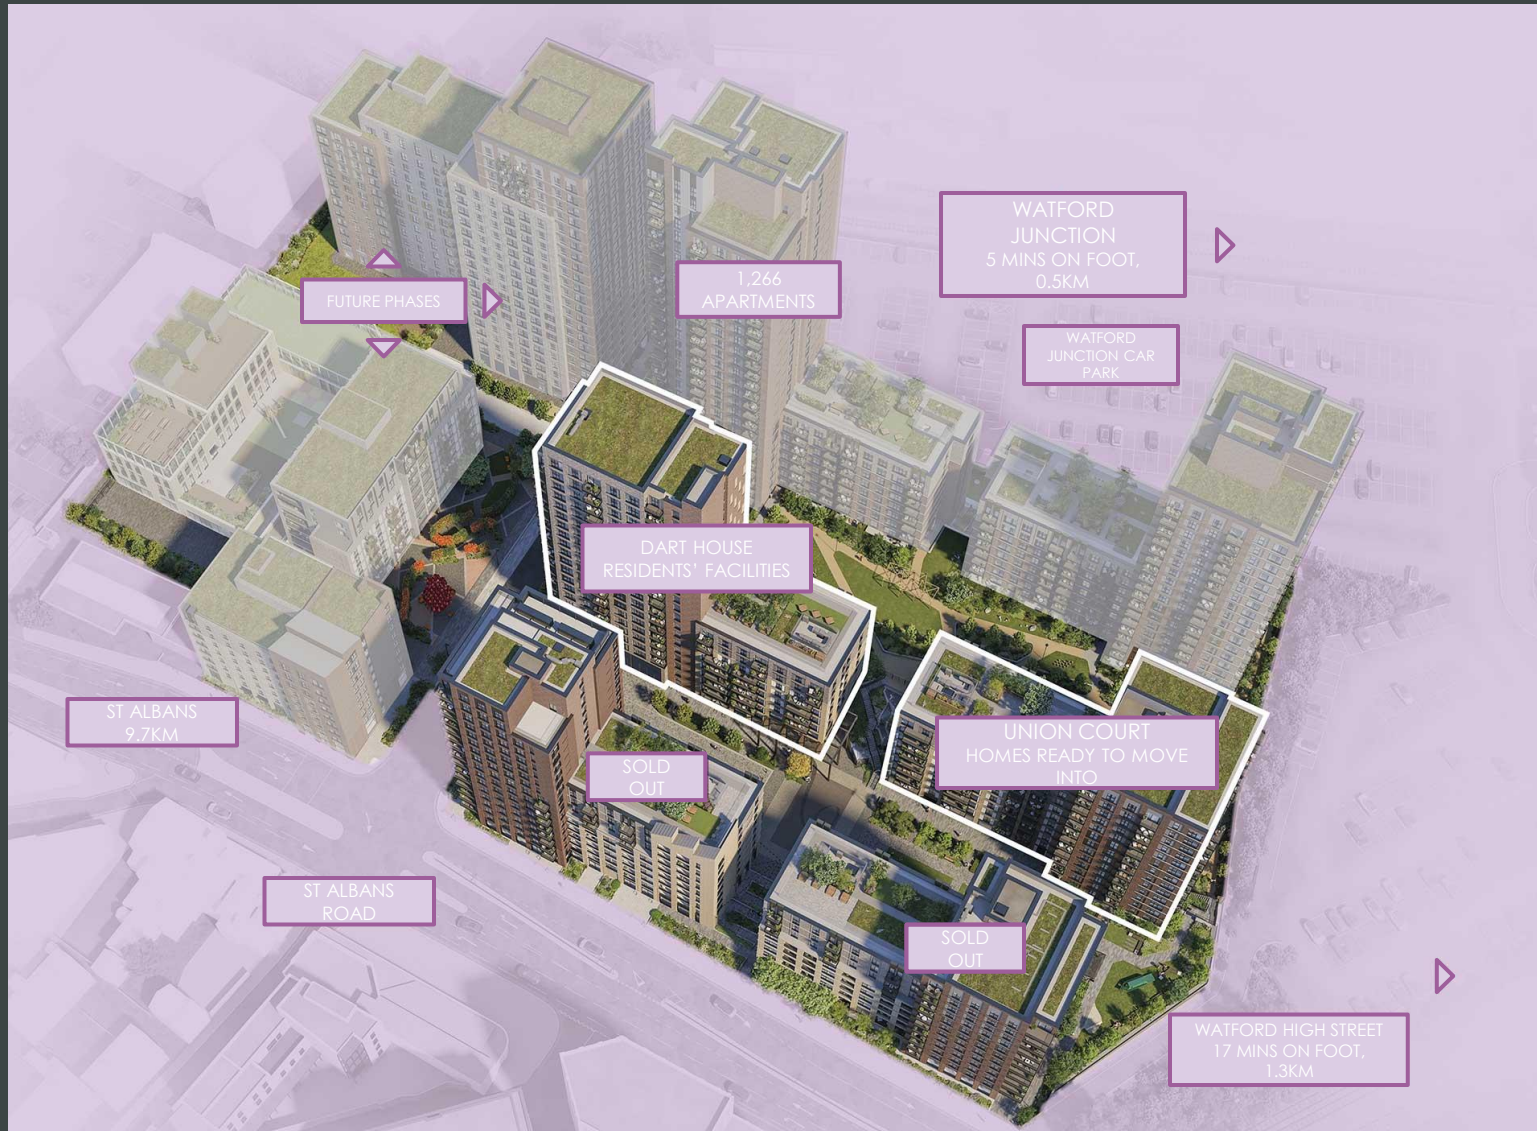 WATFORD
JUNCTION
5 MINS ON FOOT,
0.5KM
FUTURE PHASES
1,266
APARTMENTS
WATFORD
JUNCTION CAR
PARK
DART HOUSE
RESIDENTS’ FACILITIES
ST ALBANS
9.7KM
UNION COURT
HOMES READY TO MOVE
INTO
SOLD
OUT
ST ALBANS
ROAD
SOLD
OUT
WATFORD HIGH STREET
17 MINS ON FOOT,
1.3KM